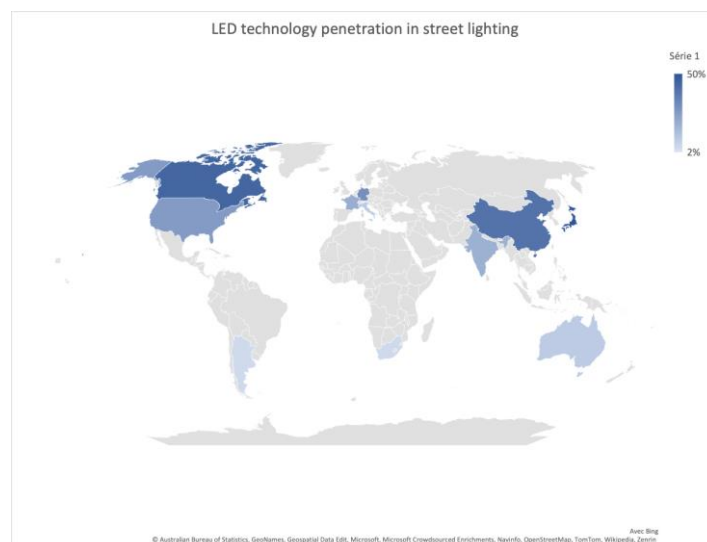 LED technology penetration in street lighting
Série 1
50%
2%
Avec Bing
© Australian Bureau of Statistics, GeoNames, Geospatial Data Edit, Microsoft, Microsoft Crowdsourced Enrichments, Navinfo, OpenStreetMap, TomTom, Wikipedia, Zenrin